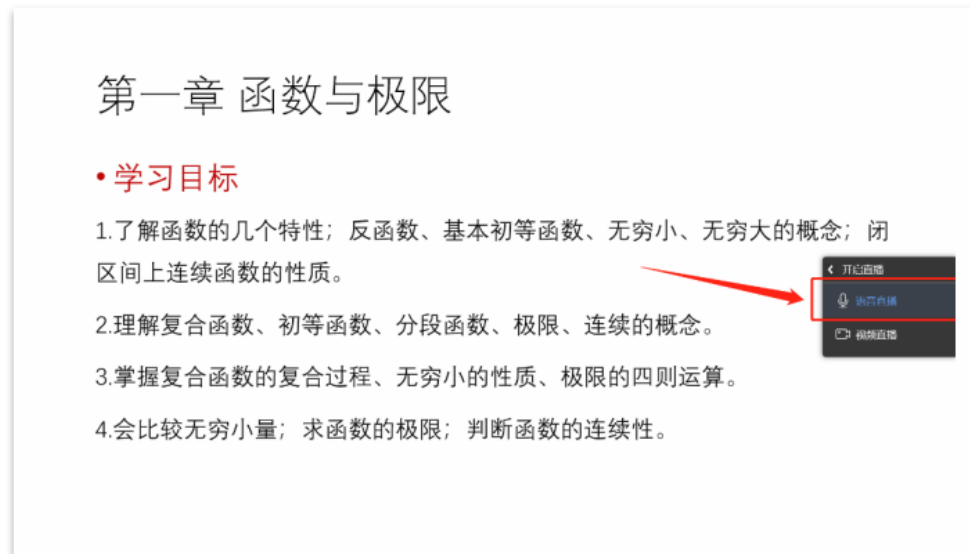 第一章 函数与极限
• 学习目标
1.了解函数的几个特性；反函数、基本初等函数、无穷小、无穷大的概念；闭
区间上连续函数的性质。
开启直播
语音直播
2.理解复合函数、初等函数、分段函数、极限、连续的概念。
视频直播
3.掌握复合函数的复合过程、无穷小的性质、极限的四则运算。
4.会比较无穷小量；求函数的极限；判断函数的连续性。